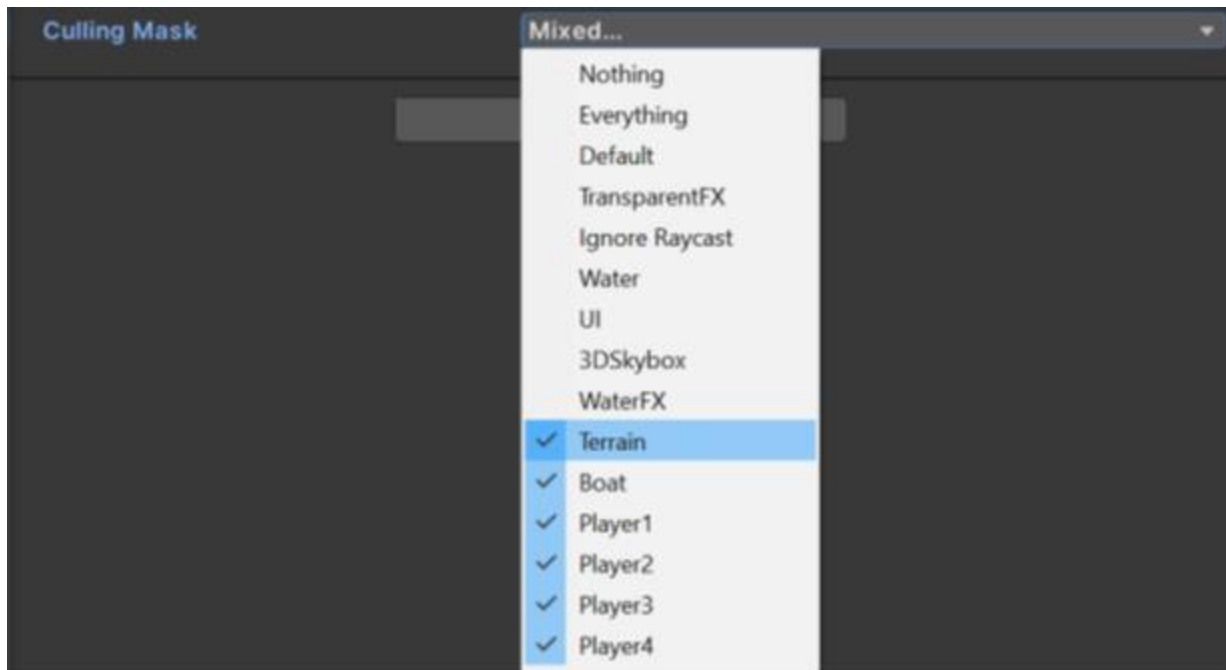 Culling Mask
Mixed...
Nothing
Everything
Default
TransparentFX
Ignore Raycast
Water
UI
3DSkybox
WaterFX
Terrain
Boat
Player1
Player2
Player3
Player4